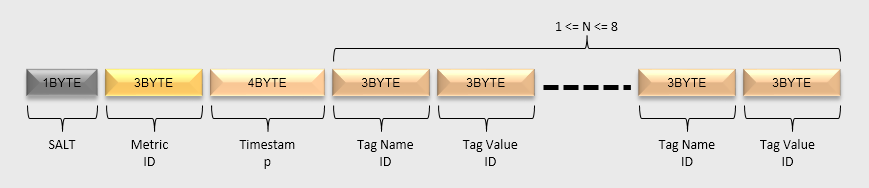 1 <= N <= 8
1BYTE
3BYTE
4BYTE
3BYTE
3BYTE
3BYTE
3BYTE
SALT
Metric
ID
Timestam
p
Tag Name
ID
Tag Value
ID
Tag Name
ID
Tag Value
ID